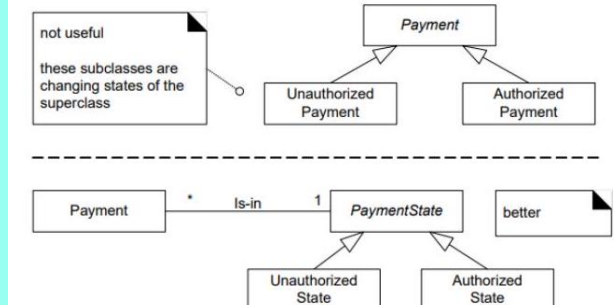 not useful
these subclasses are
changing states of the
superclass
Payment
Unauthorized
Payment
Authorized
Payment
Payment
*
Is-in
1
PaymentState
better
Unauthorized
State
Authorized
State